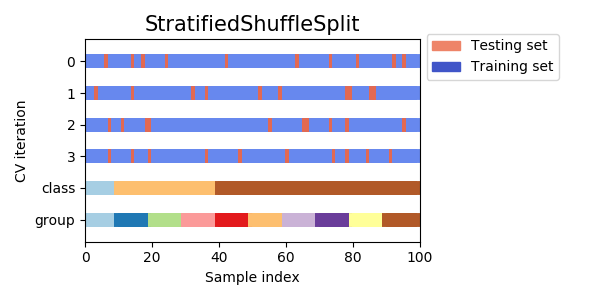 StratifiedShuffleSplit
Testing set
Training set
CV iteration
0
1
2
3
class
group
0 20 40 60 80 100
Sample index